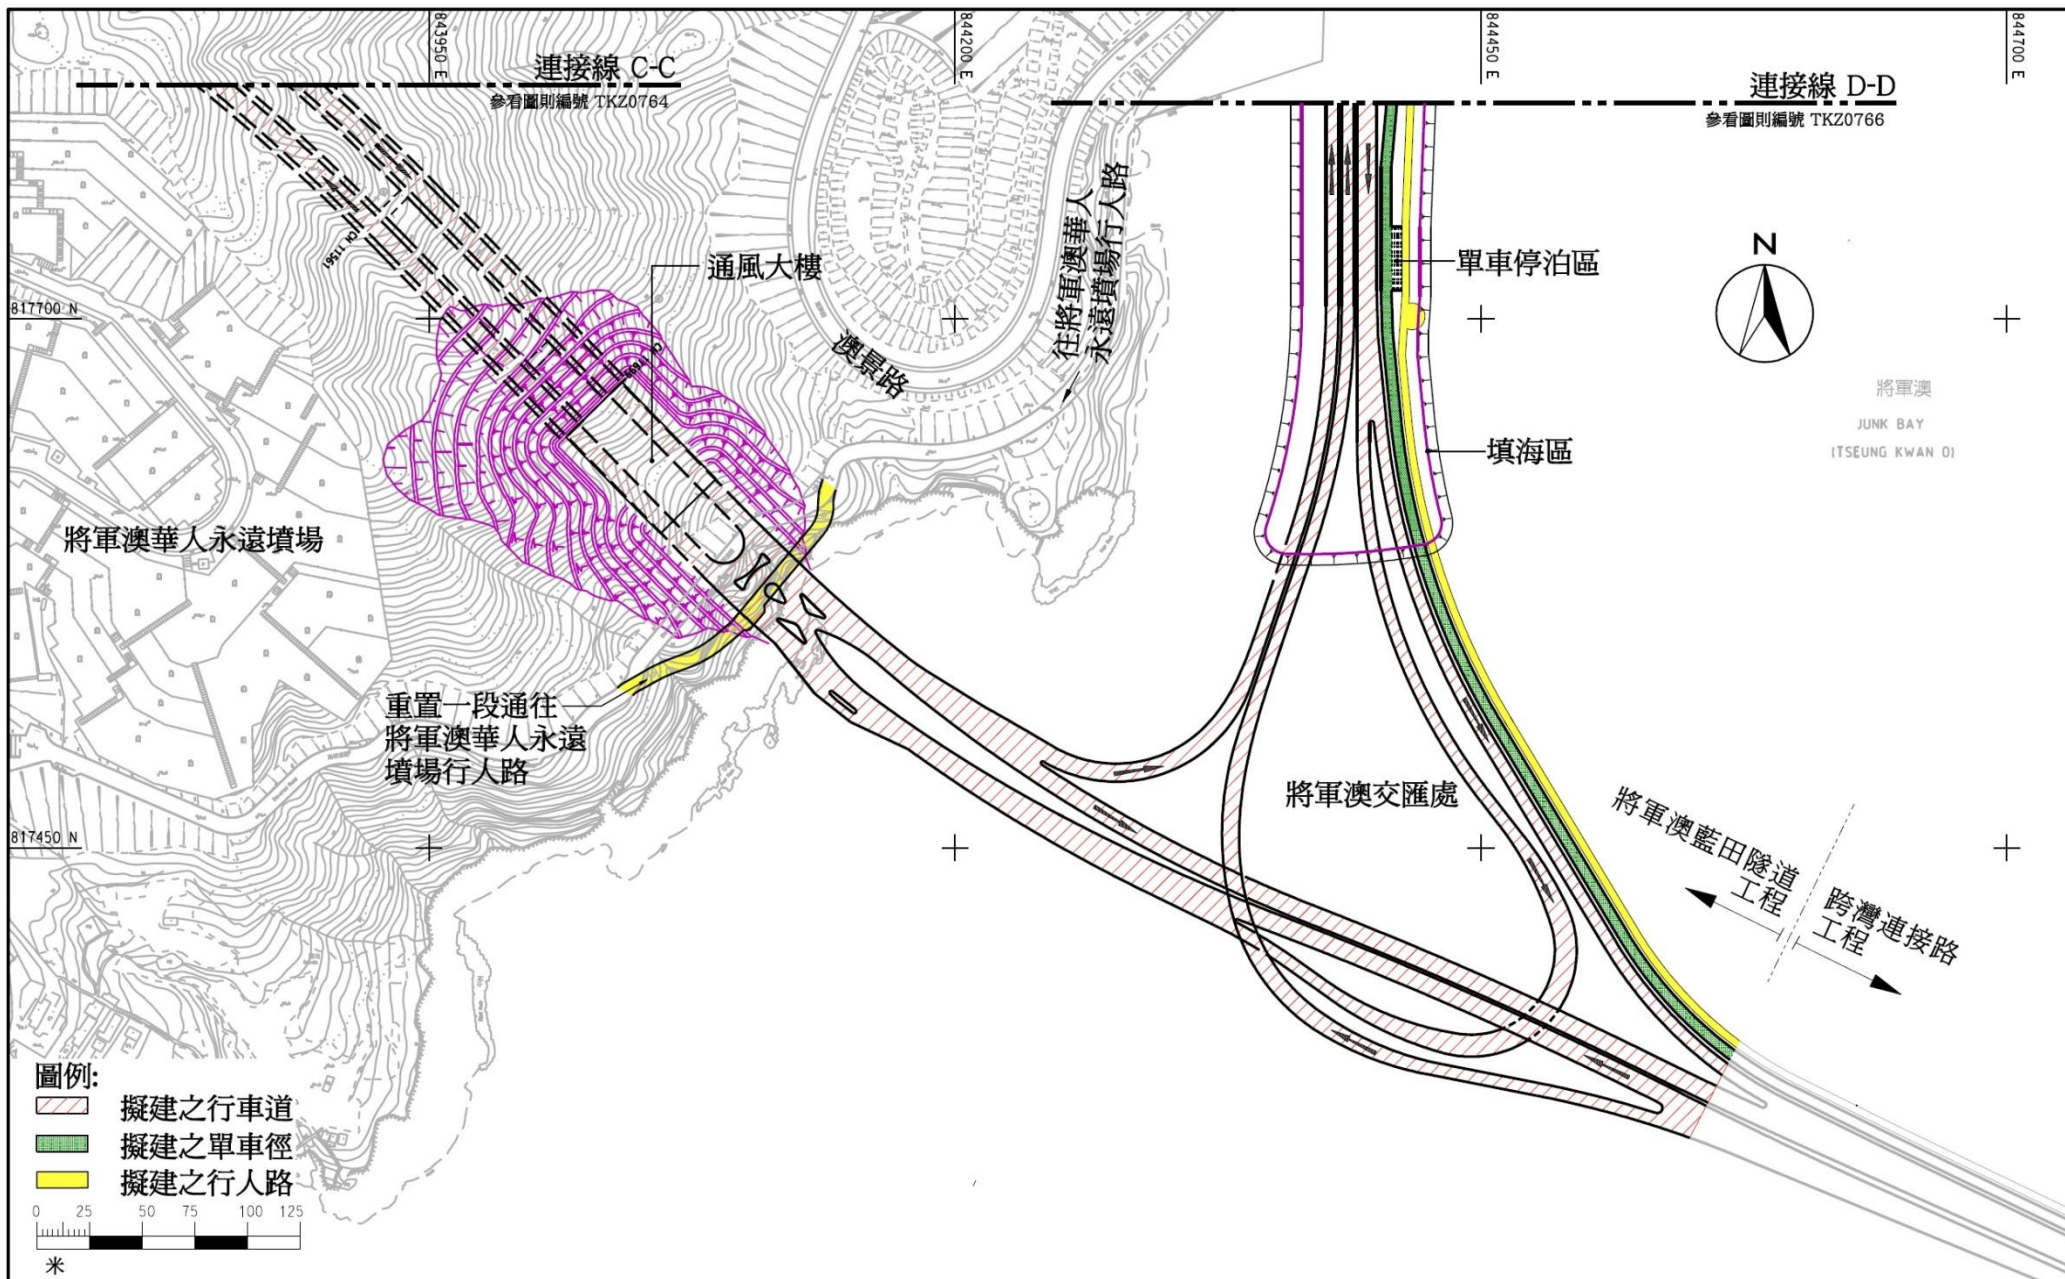 843950 E
844200 E
844450 E
844700 E
連接線 C-C
參看圖則編號 TKZ0764
連接線 D-D
參看圖則編號 TKZ0766
往將軍澳華人
永遠墳場行人路
CH 11561
通風大樓
單車停泊區
N
817700 N
澳景路
將軍澳
JUNK BAY
(TSEUNG KWAN O)
填海區
將軍澳華人永遠墳場
重置一段通往
將軍澳華人永遠
墳場行人路
將軍澳交匯處
817450 N
將軍澳藍田隧道
工程
跨灣連接路
工程
圖例:
擬建之行車道
擬建之單車徑
擬建之行人路
0 25 50 75 100 125
米